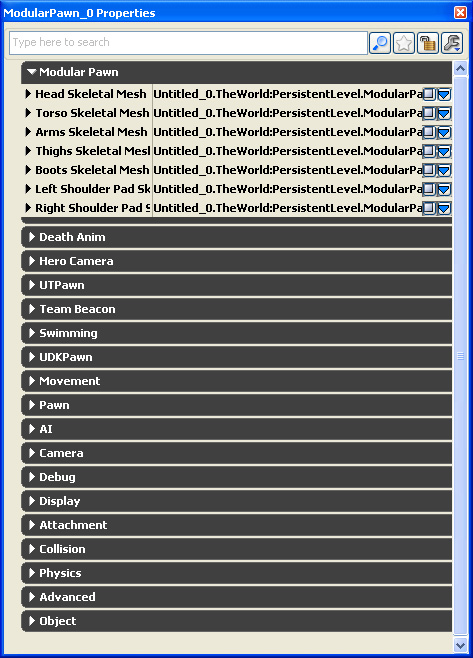 ModularPawn_0 Properties
Type here to search
Modular Pawn
Head Skeletal Mesh Untitled_0.TheWorld:PersistentLevel.ModularPa
Torso Skeletal Mesh Untitled_0.TheWorld:PersistentLevel.ModularPa
Arms Skeletal Mesh Untitled_0.TheWorld:PersistentLevel.ModularPa
Thighs Skeletal Mesl Untitled_0.TheWorld:PersistentLevel.ModularPa
Boots Skeletal Mesh Untitled_0.TheWorld:PersistentLevel.ModularPa
Left Shoulder Pad Sk Untitled_0.TheWorld:PersistentLevel.ModularPa
Right Shoulder Pad S Untitled_0.TheWorld:PersistentLevel.ModularPa
Death Anim
Hero Camera
UTPawn
Team Beacon
Swimming
UDKPawn
Movement
Pawn
AI
Camera
Debug
Display
Attachment
Collision
Physics
Advanced
Object